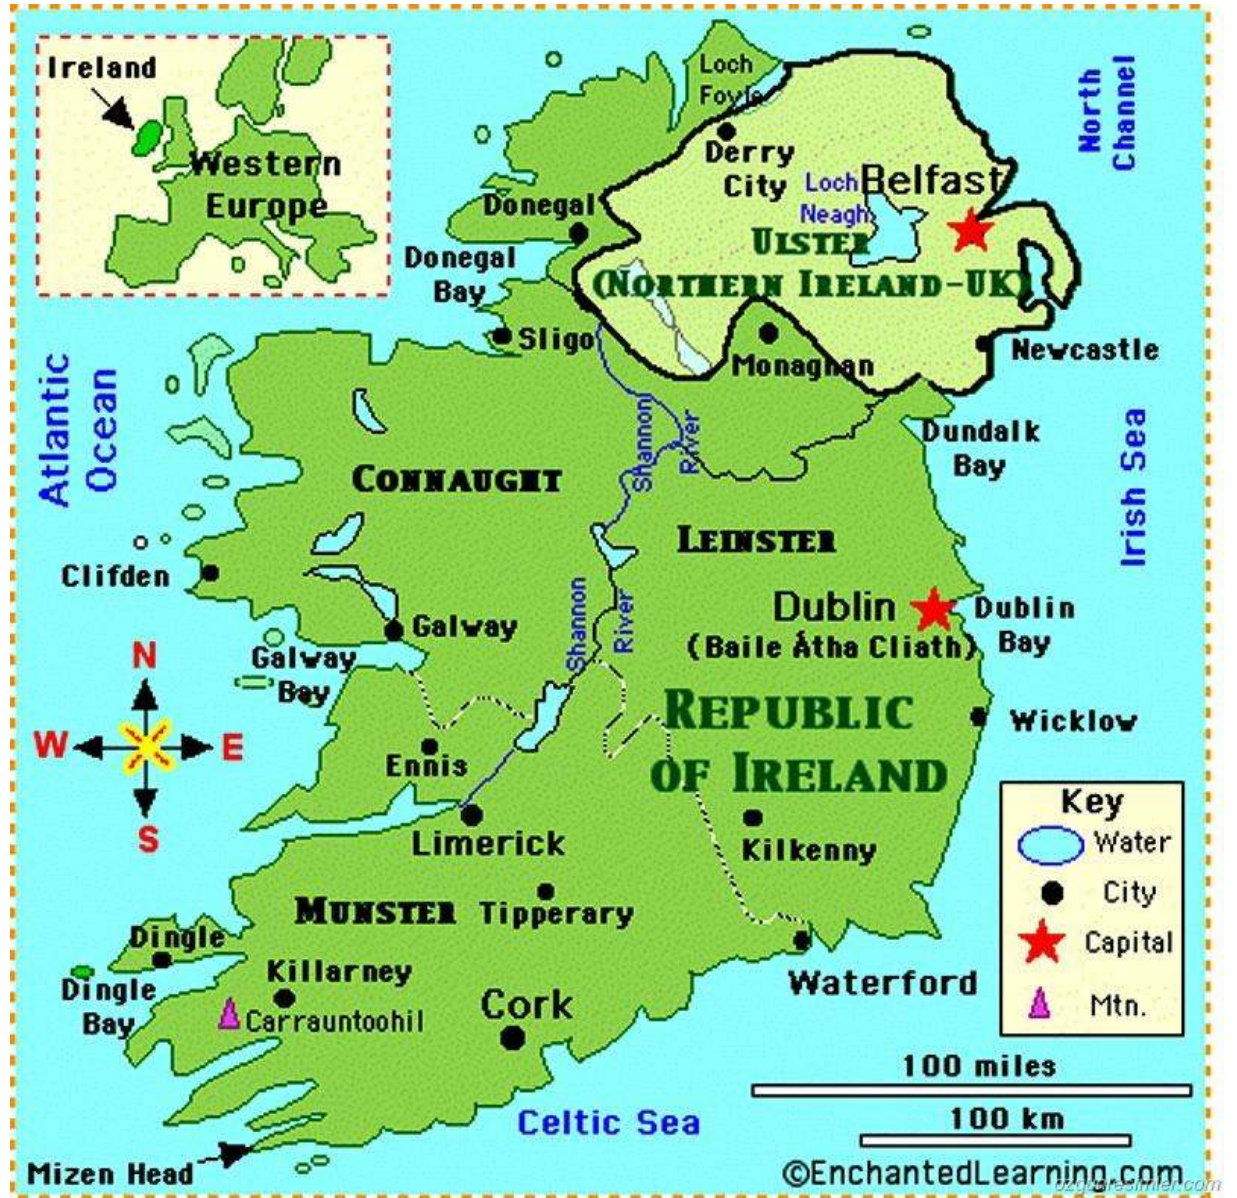 Ireland
Western
Europe
Loch
Foyle
North
Channel
Derry
City
Loch
Neagh
Belfast
Donegal
Donegal
Bay
ULSTER
(NORTHERN IRELAND-UK)
Sligo
Monaghan
Newcastle
Atlantic
Ocean
Shannon
River
Dundalk
Bay
Irish Sea
CONNAUGHT
LEINSTER
Clifden
Galway
Galway
Bay
Shannon
River
Dublin
(Baile Átha Cliath)
Dublin
Bay
N
W
E
S
REPUBLIC
OF IRELAND
Wicklow
Ennis
Limerick
Kilkenny
Key
Water
City
Capital
Mtn.
MUNSTER
Tipperary
Dingle
Dingle
Bay
Killarney
Carrauntoohil
Cork
Waterford
100 miles
100 km
Celtic Sea
Mizen Head
©EnchantedLearning.com